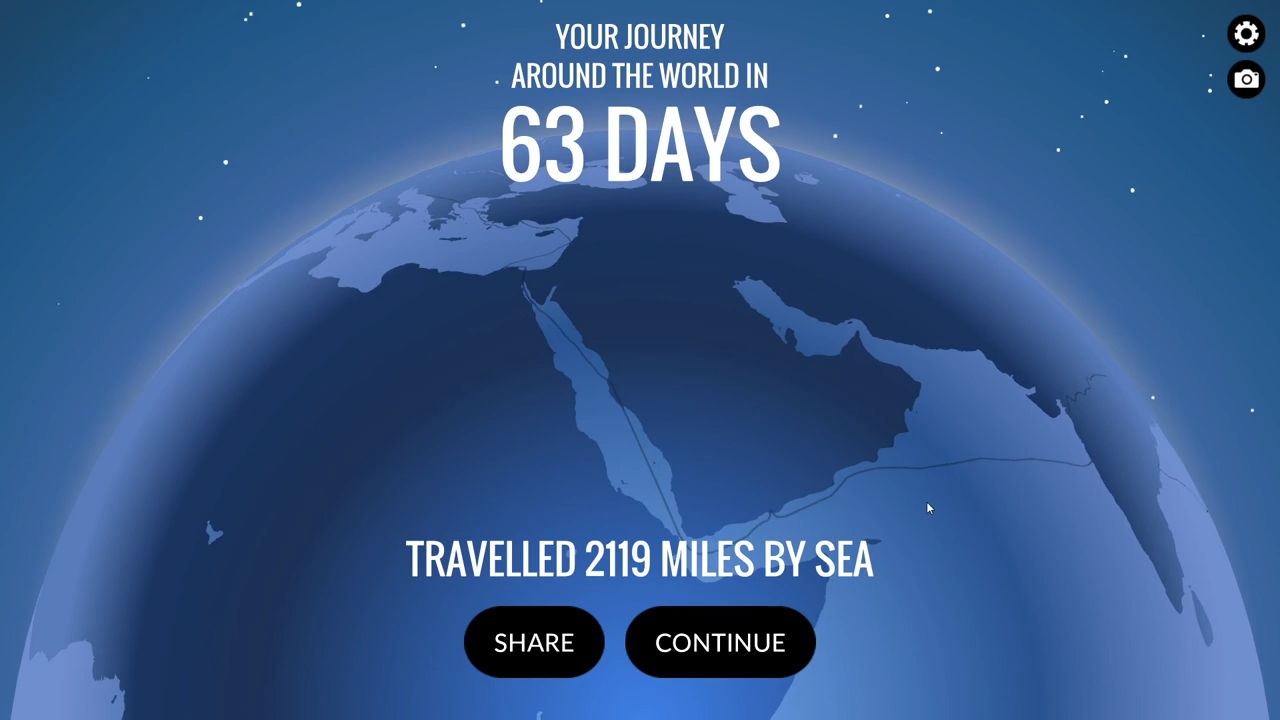 YOUR JOURNEY
AROUND THE WORLD IN
63 DAYS
TRAVELLED 2119 MILES BY SEA
SHARE
CONTINUE